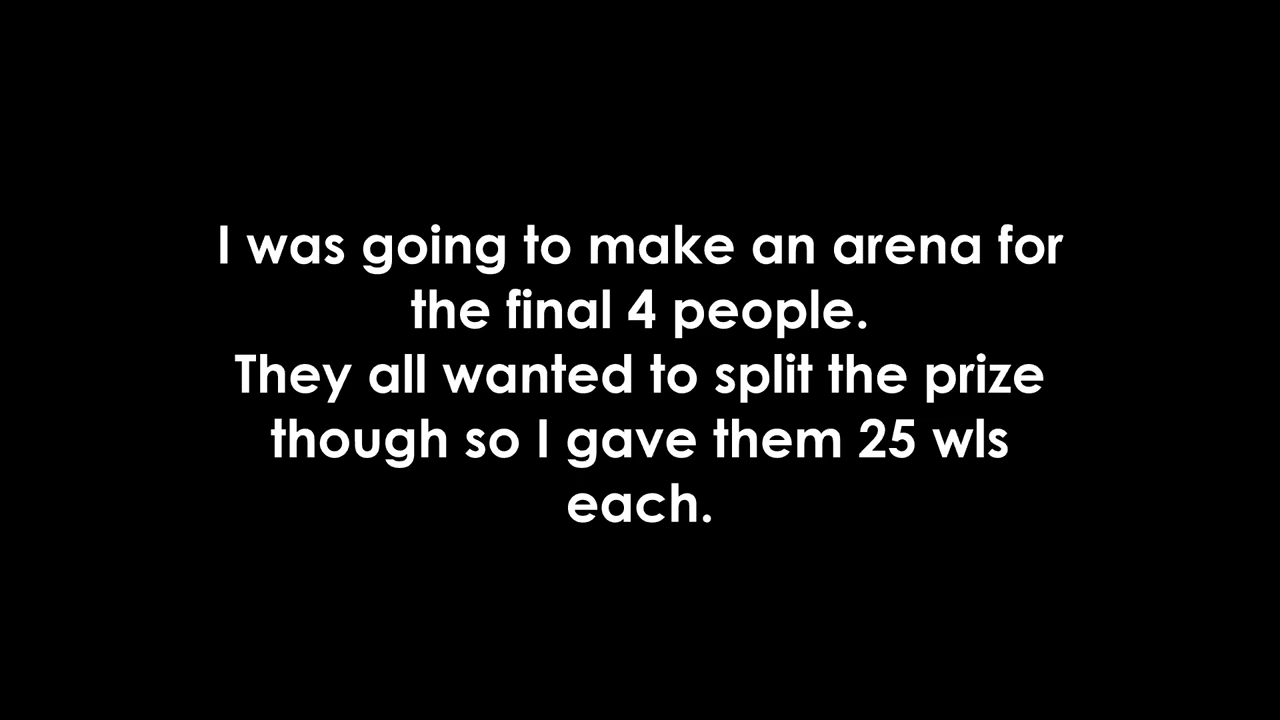 I was going to make an arena for
the final 4 people.
They all wanted to split the prize
though so I gave them 25 wls
each.